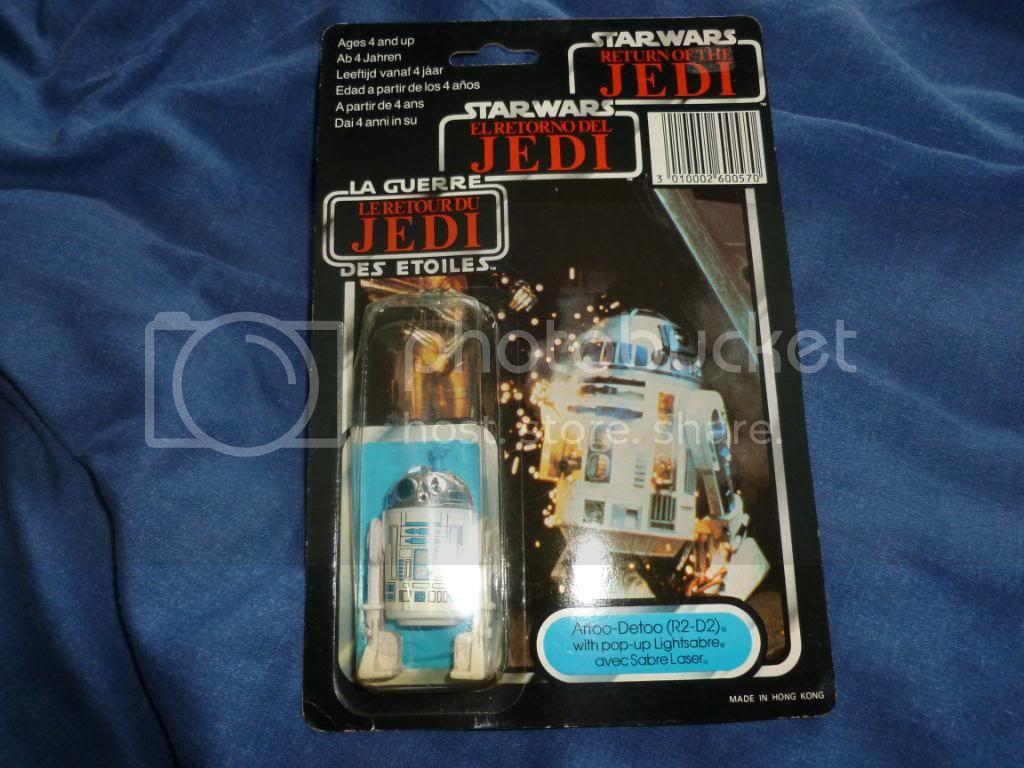 Ages 4 and up
Ab 4 Jahren
Leeftijd vanaf 4 jàar
Edad a partir de los 4 años
A partir de 4 ans
Dai 4 anni in su
STAR WARS
RETURN OF THE
JEDI
TM
STAR WARS
EL RETORNO DEL
JEDI
3 010002 600570
LA GUERRE
LE RETOUR DU
JEDI
DES ETOILES
photobucket
host. store. share.
Artoo-Detoo (R2-D2)®
with pop-up Lightsabre®
avec Sabre Laser®
MADE IN HONG KONG